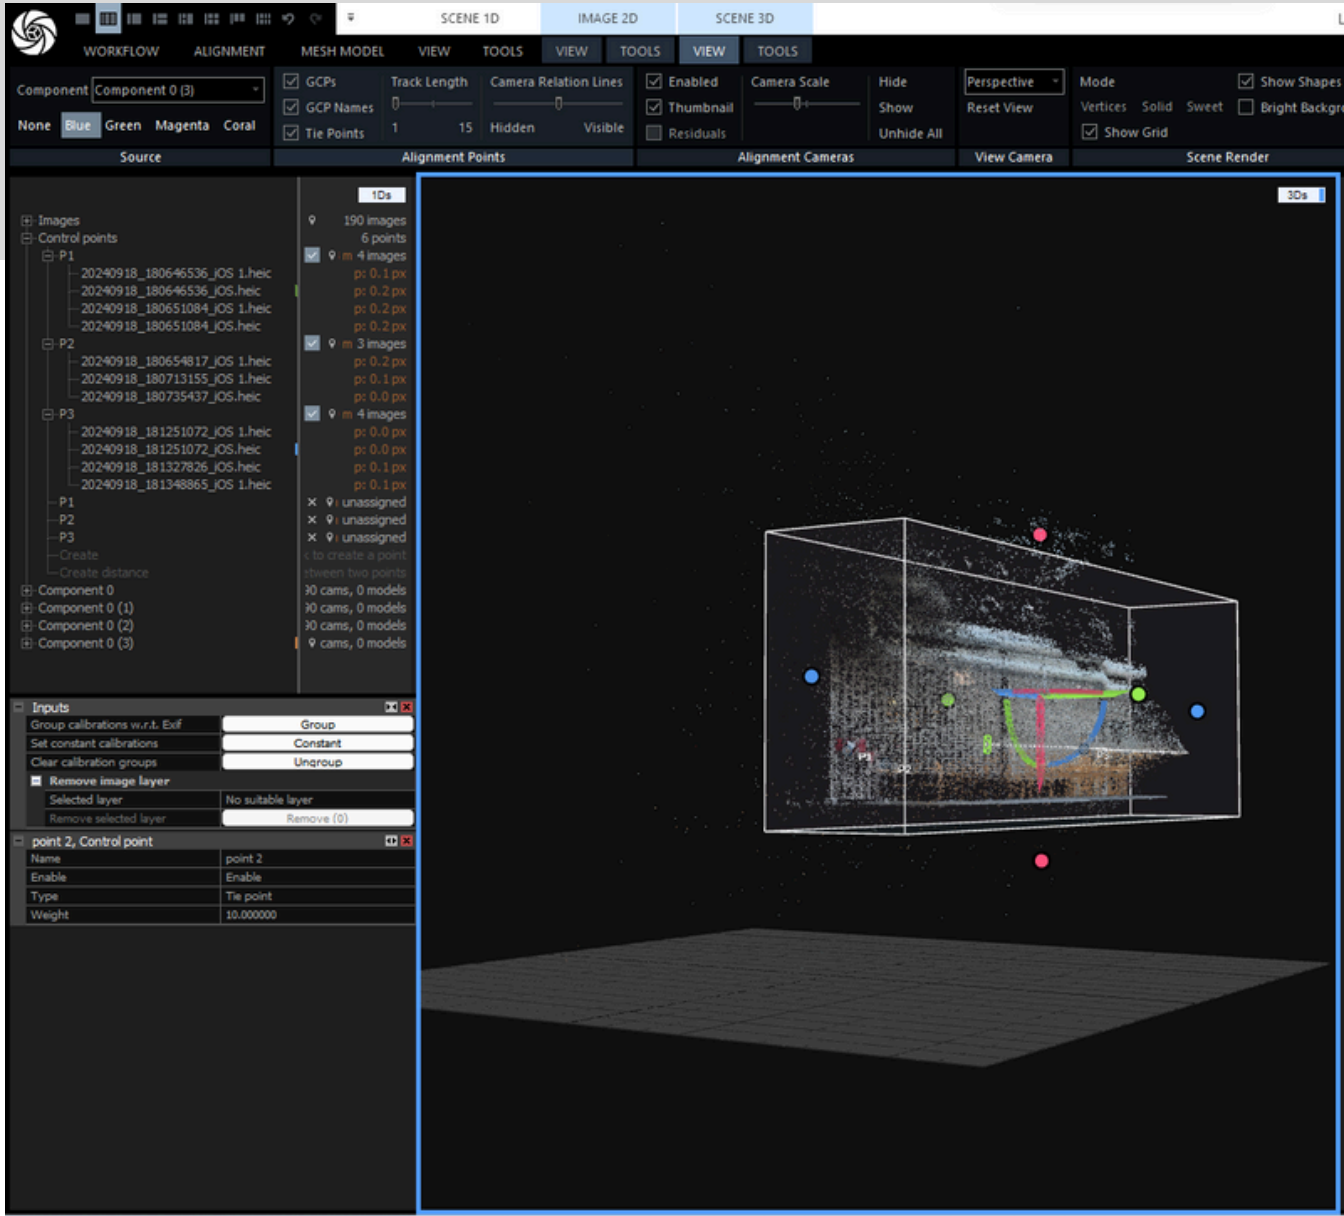 SCENE 1D IMAGE 2D SCENE 3D L
WORKFLOW ALIGNMENT MESH MODEL VIEW TOOLS VIEW TOOLS VIEW TOOLS
Component Component 0 (3)
None Blue Green Magenta Coral
Source
GCPs Track Length Camera Relation Lines
GCP Names
Tie Points 1 15 Hidden Visible
Alignment Points
Enabled Camera Scale Hide
Thumbnail Show
Residuals Unhide All
Alignment Cameras
Perspective
Reset View
View Camera
Mode Show Shapes
Vertices Solid Sweet Bright Backgr
Show Grid
Scene Render
1Ds
Images 190 images
Control points 6 points
P1 m 4 images
20240918_180646536_iOS 1.heic p: 0.1 px
20240918_180646536_iOS.heic p: 0.2 px
20240918_180651084_iOS 1.heic p: 0.2 px
20240918_180651084_iOS.heic p: 0.2 px
P2 m 3 images
20240918_180654817_iOS 1.heic p: 0.2 px
20240918_180713155_iOS 1.heic p: 0.1 px
20240918_180735437_iOS.heic p: 0.0 px
P3 m 4 images
20240918_181251072_iOS 1.heic p: 0.0 px
20240918_181251072_iOS.heic p: 0.0 px
20240918_181327826_iOS.heic p: 0.1 px
20240918_181348865_iOS 1.heic p: 0.1 px
P1 unassigned
P2 unassigned
P3 unassigned
Create to create a point
Create distance tween two points
Component 0 90 cams, 0 models
Component 0 (1) 90 cams, 0 models
Component 0 (2) 90 cams, 0 models
Component 0 (3) cams, 0 models
Inputs
Group calibrations w.r.t. Exif Group
Set constant calibrations Constant
Clear calibration groups Ungroup
Remove image layer
Selected layer No suitable layer
Remove selected layer Remove (0)
point 2, Control point
Name point 2
Enable Enable
Type Tie point
Weight 10.000000
3Ds
P1
P2